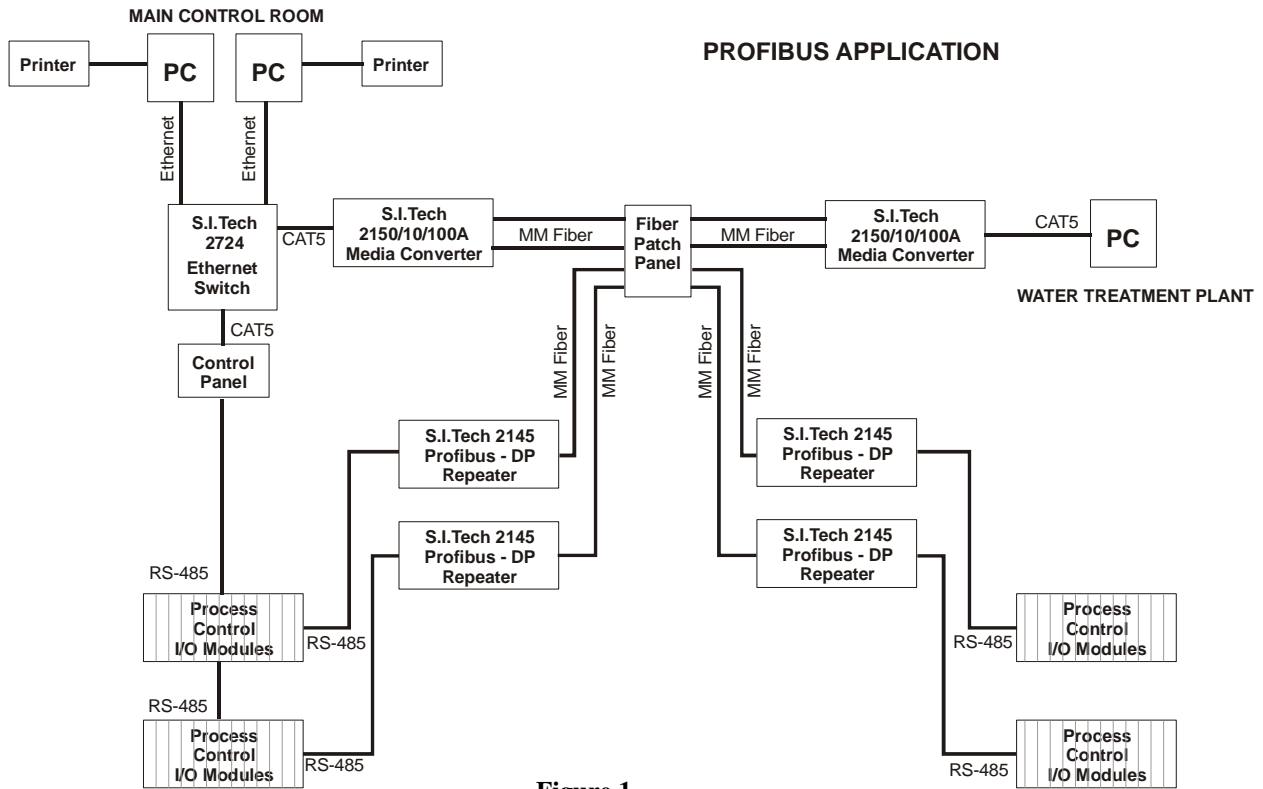 MAIN CONTROL ROOM
PROFIBUS APPLICATION
Printer
PC
PC
Printer
Ethernet
Ethernet
S.I.Tech
2724
Ethernet
Switch
CAT5
S.I.Tech
2150/10/100A
Media Converter
MM Fiber
Fiber
Patch
Panel
MM Fiber
S.I.Tech
2150/10/100A
Media Converter
CAT5
PC
WATER TREATMENT PLANT
CAT5
Control
Panel
MM Fiber
MM Fiber
MM Fiber
MM Fiber
S.I.Tech 2145
Profibus - DP
Repeater
S.I.Tech 2145
Profibus - DP
Repeater
S.I.Tech 2145
Profibus - DP
Repeater
S.I.Tech 2145
Profibus - DP
Repeater
RS-485
Process
Control
I/O Modules
RS-485
RS-485
Process
Control
I/O Modules
RS-485
Process
Control
I/O Modules
RS-485
Process
Control
I/O Modules
RS-485
Figure 1